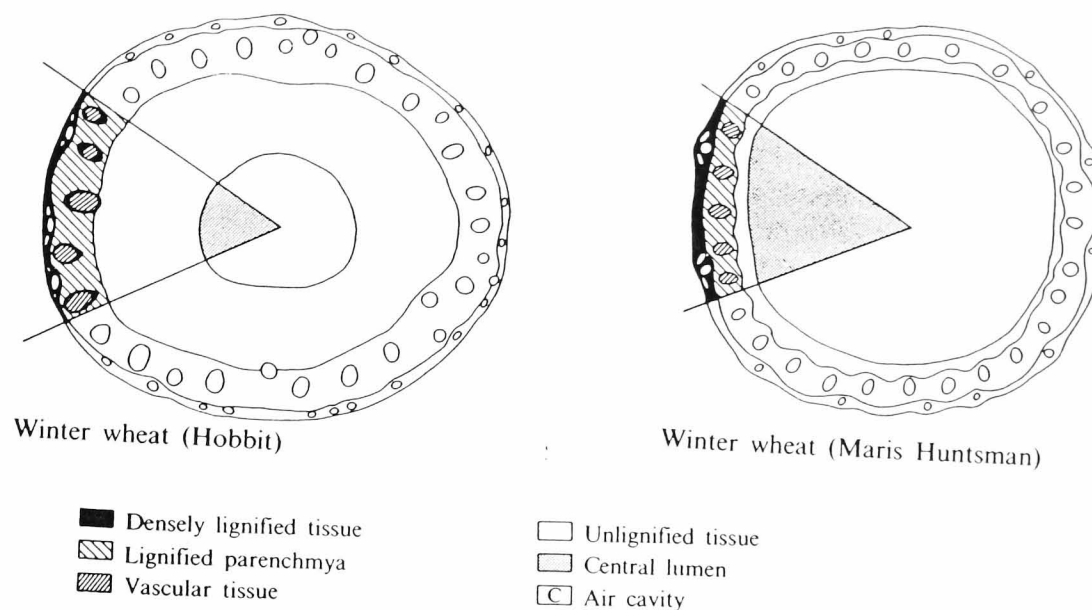 Winter wheat (Hobbit)
Winter wheat (Maris Huntsman)
Densely lignified tissue
Lignified parenchmya
Vascular tissue
Unlignified tissue
Central lumen
C Air cavity